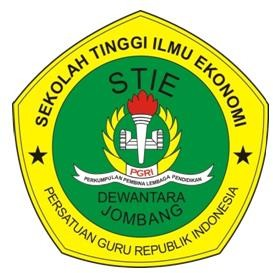 SEKOLAH TINGGI ILMU EKONOMI
STIE
PGRI
PERKUMPULAN PEMBINA LEMBAGA PENDIDIKAN
DEWANTARA
JOMBANG
PERSATUAN GURU REPUBLIK INDONESIA